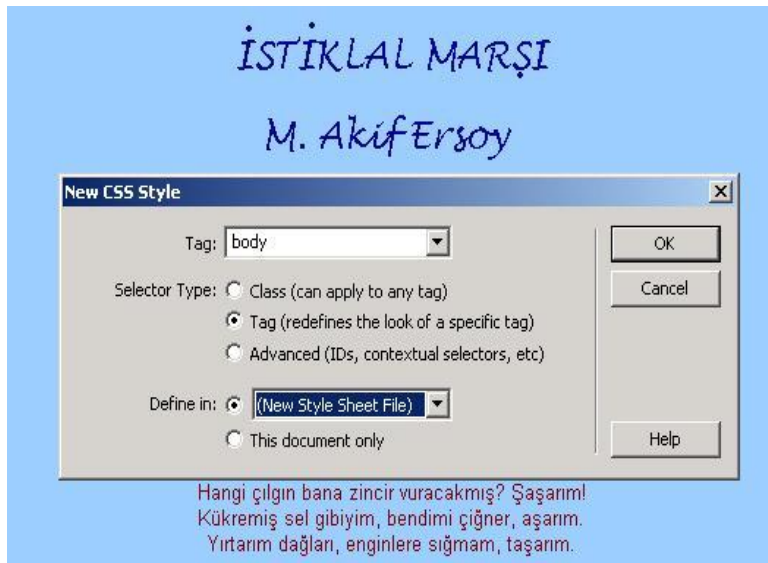 İSTİKLAL MARŞI
M. Akif Ersoy
New CSS Style
Tag: body
OK
Selector Type: Class (can apply to any tag)
Cancel
Tag (redefines the look of a specific tag)
Advanced (IDs, contextual selectors, etc)
Define in: (New Style Sheet File)
This document only
Help
Hangi çılgın bana zincir vuracakmış? Şaşarım!
Kükremiş sel gibiyim, bendimi çiğner, aşarım.
Yırtarım dağları, enginlere sığmam, taşarım.